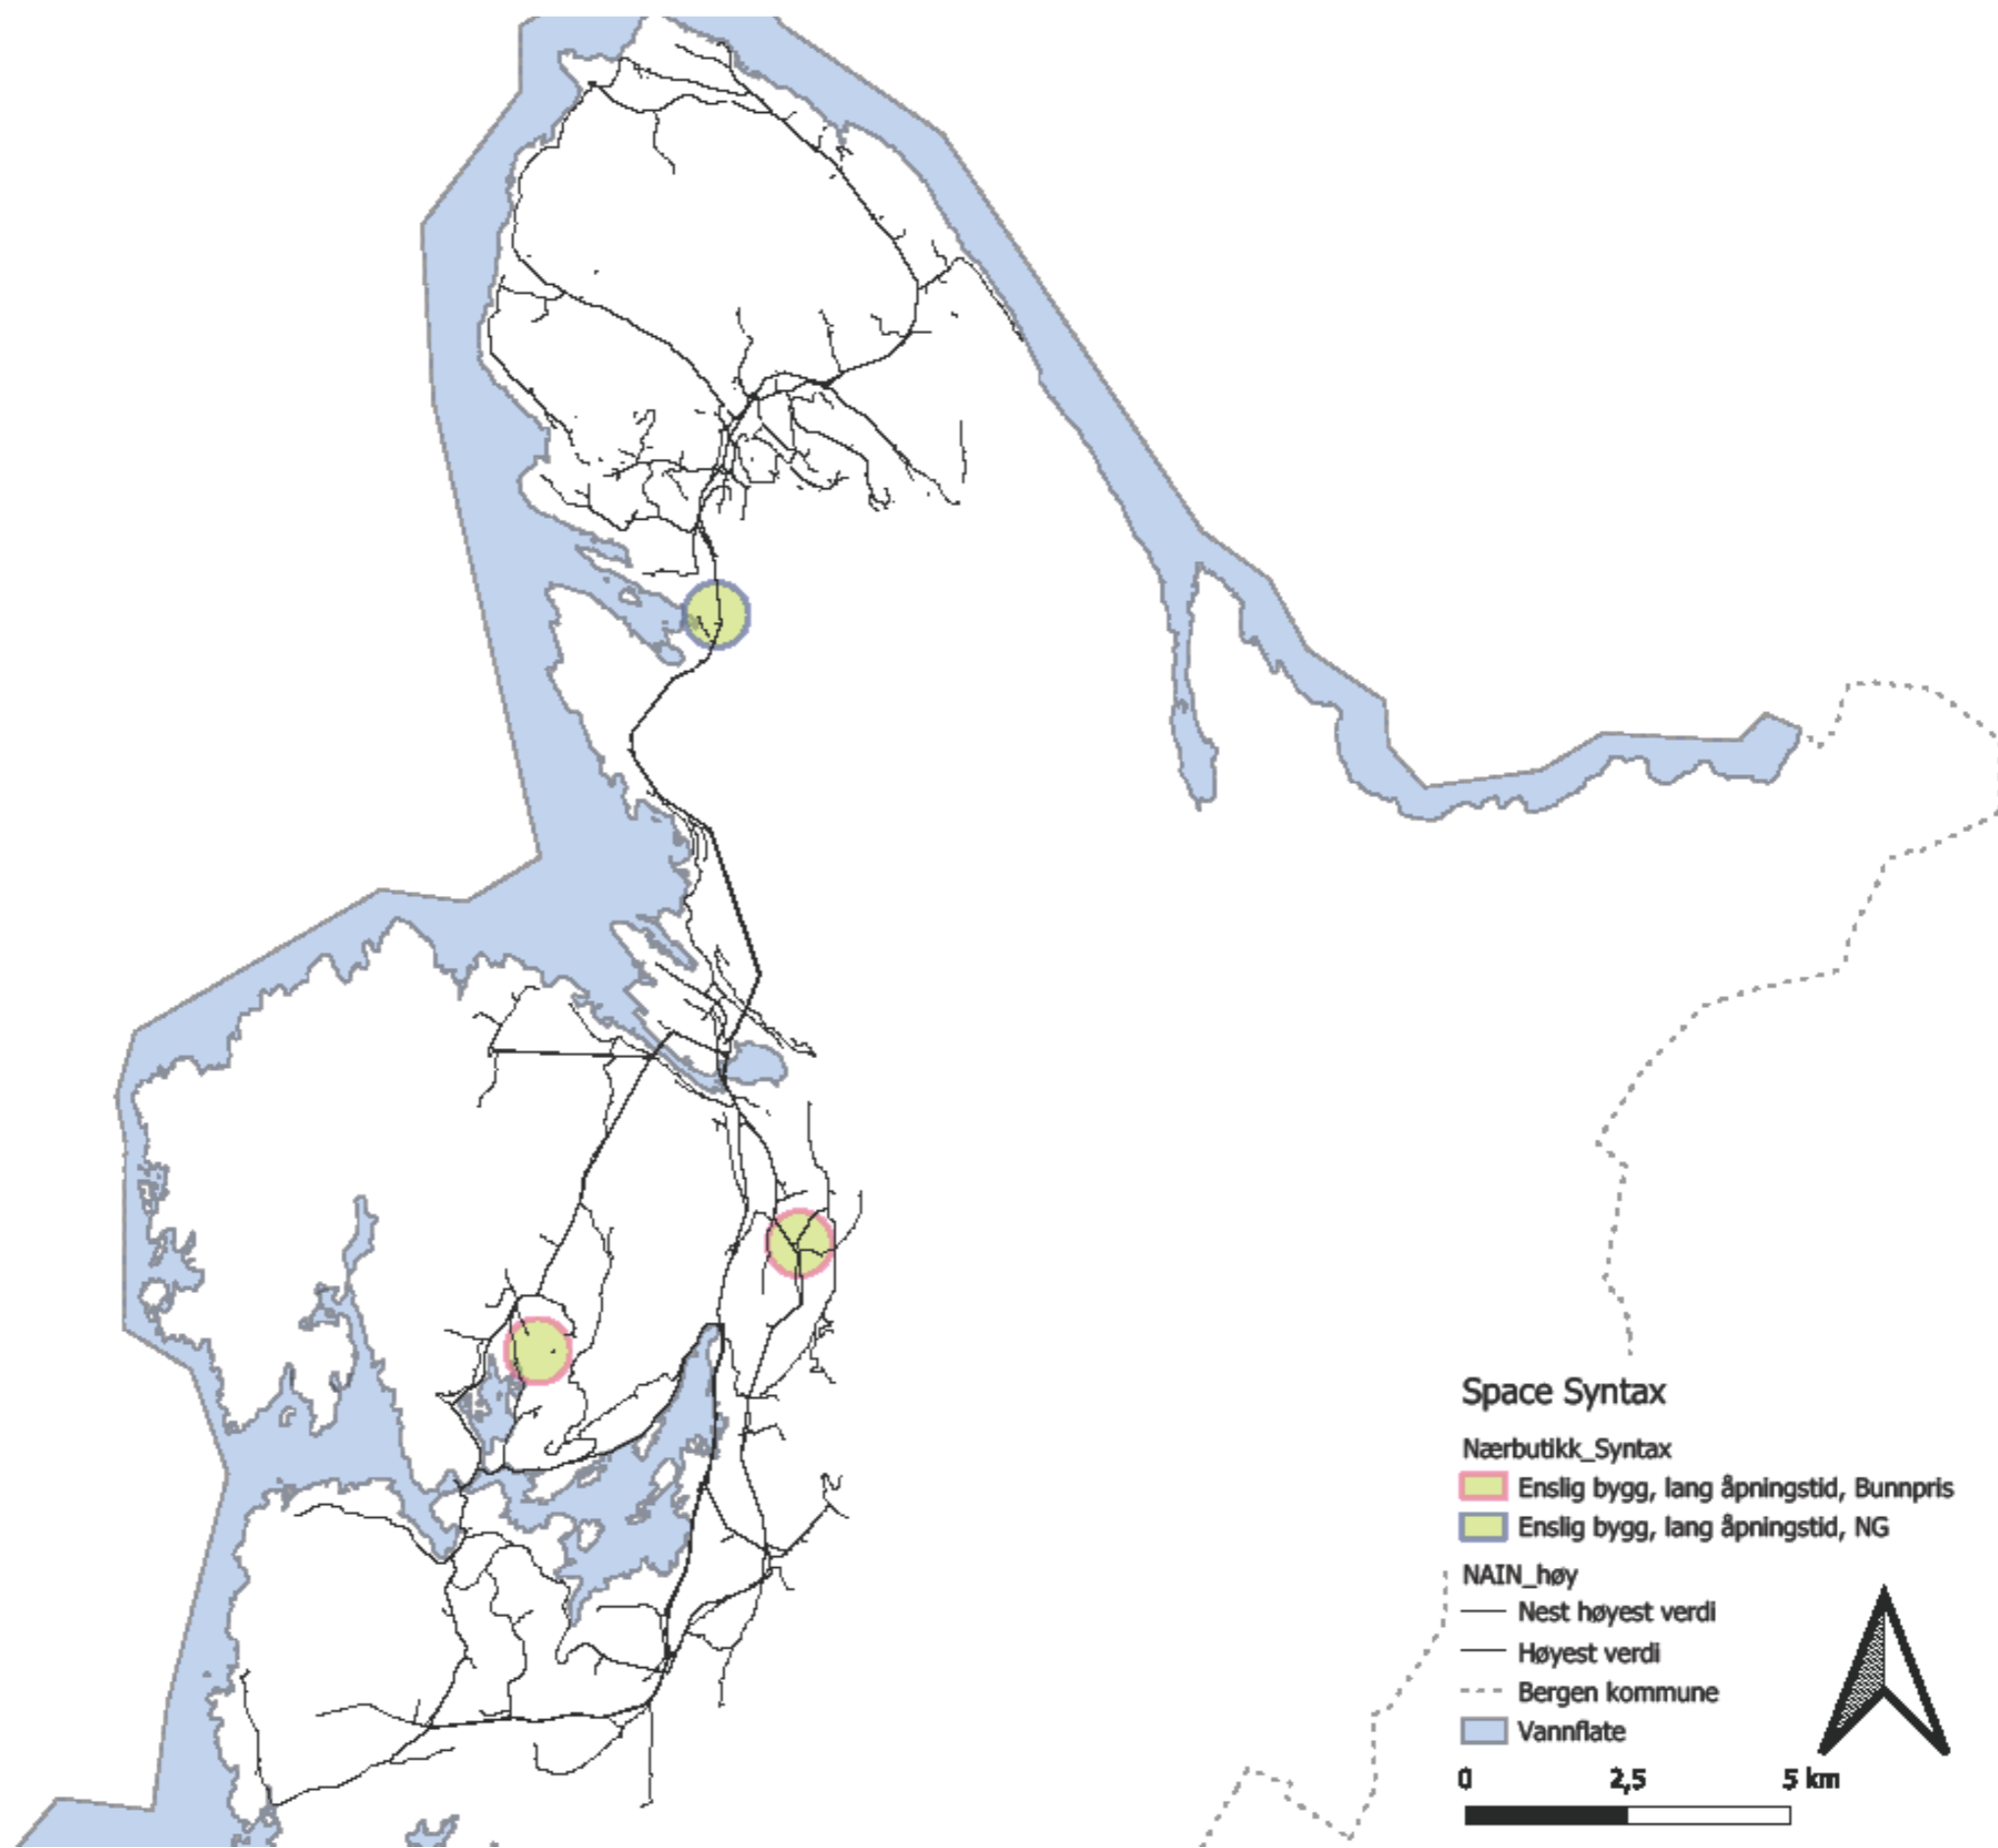 Space Syntax
Nærbutikk_Syntax
Enslig bygg, lang åpningstid, Bunnpris
Enslig bygg, lang åpningstid, NG
NAIN_høy
Nest høyest verdi
Høyest verdi
Bergen kommune
Vannflate
0 2,5 5 km